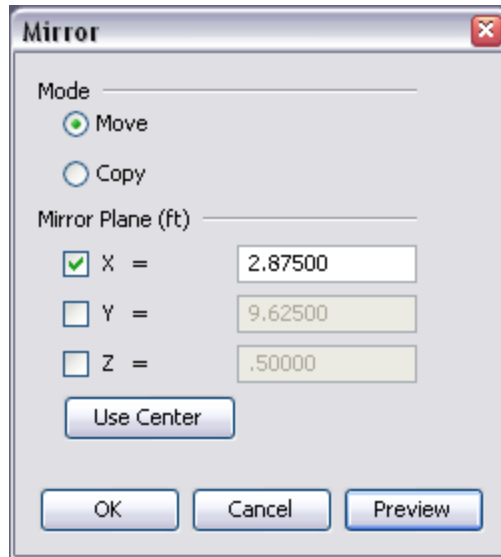 Mirror
Mode
Move
Copy
Mirror Plane (ft)
X = 2.87500
Y = 9.62500
Z = .50000
Use Center
OK Cancel Preview